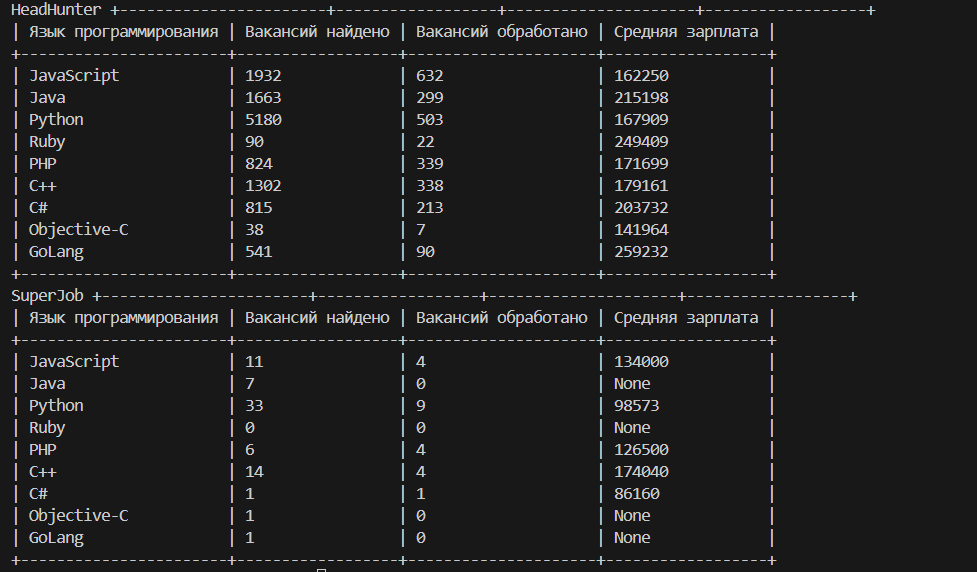 HeadHunter +-----------------------+------------------+---------------------+------------------+
| Язык программирования | Вакансий найдено | Вакансий обработано | Средняя зарплата |
+-----------------------+------------------+---------------------+------------------+
| JavaScript            | 1932             | 632                 | 162250           |
| Java                  | 1663             | 299                 | 215198           |
| Python                | 5180             | 503                 | 167909           |
| Ruby                  | 90               | 22                  | 249409           |
| PHP                   | 824              | 339                 | 171699           |
| C++                   | 1302             | 338                 | 179161           |
| C#                    | 815              | 213                 | 203732           |
| Objective-C           | 38               | 7                   | 141964           |
| GoLang                | 541              | 90                  | 259232           |
+-----------------------+------------------+---------------------+------------------+
SuperJob +-----------------------+------------------+---------------------+------------------+
| Язык программирования | Вакансий найдено | Вакансий обработано | Средняя зарплата |
+-----------------------+------------------+---------------------+------------------+
| JavaScript            | 11               | 4                   | 134000           |
| Java                  | 7                | 0                   | None             |
| Python                | 33               | 9                   | 98573            |
| Ruby                  | 0                | 0                   | None             |
| PHP                   | 6                | 4                   | 126500           |
| C++                   | 14               | 4                   | 174040           |
| C#                    | 1                | 1                   | 86160            |
| Objective-C           | 1                | 0                   | None             |
| GoLang                | 1                | 0                   | None             |
+-----------------------+------------------+---------------------+------------------+